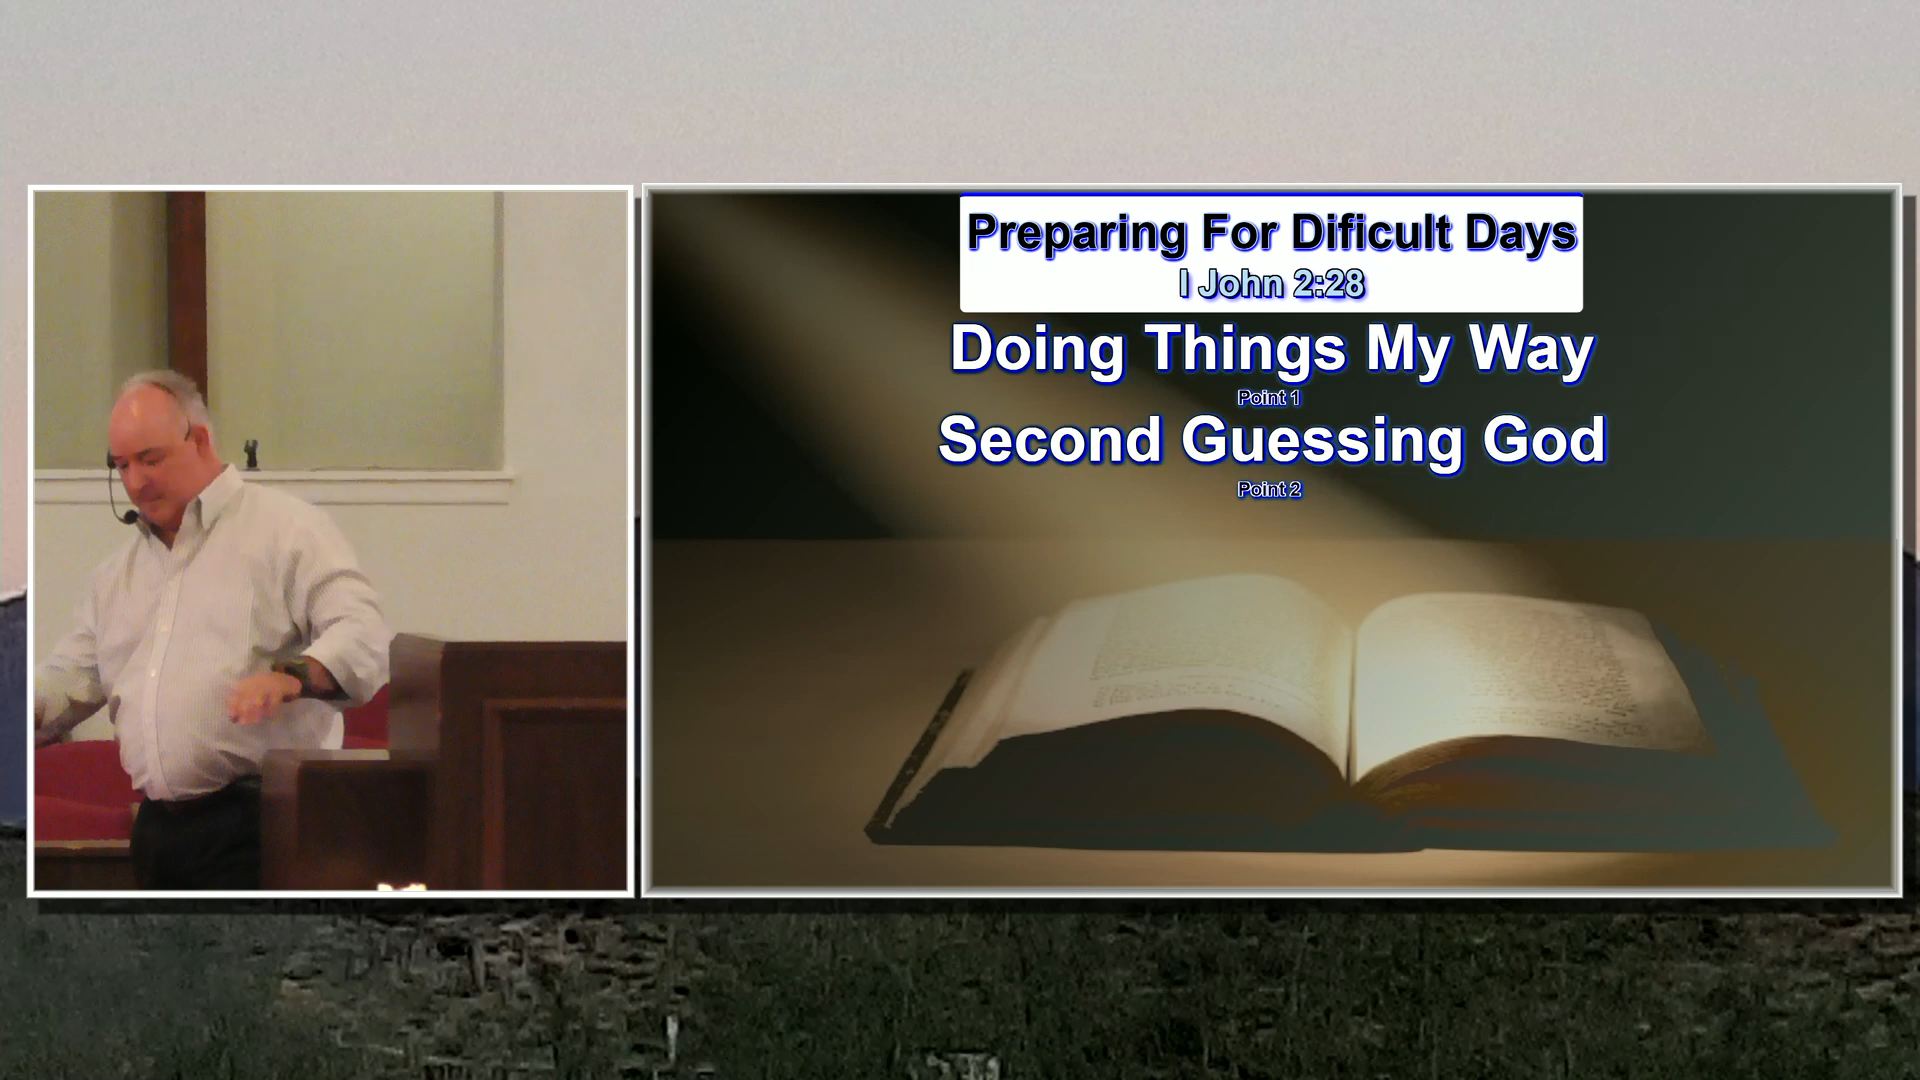 Preparing For Dificult Days
I John 2:28
Doing Things My Way
Point 1
Second Guessing God
Point 2